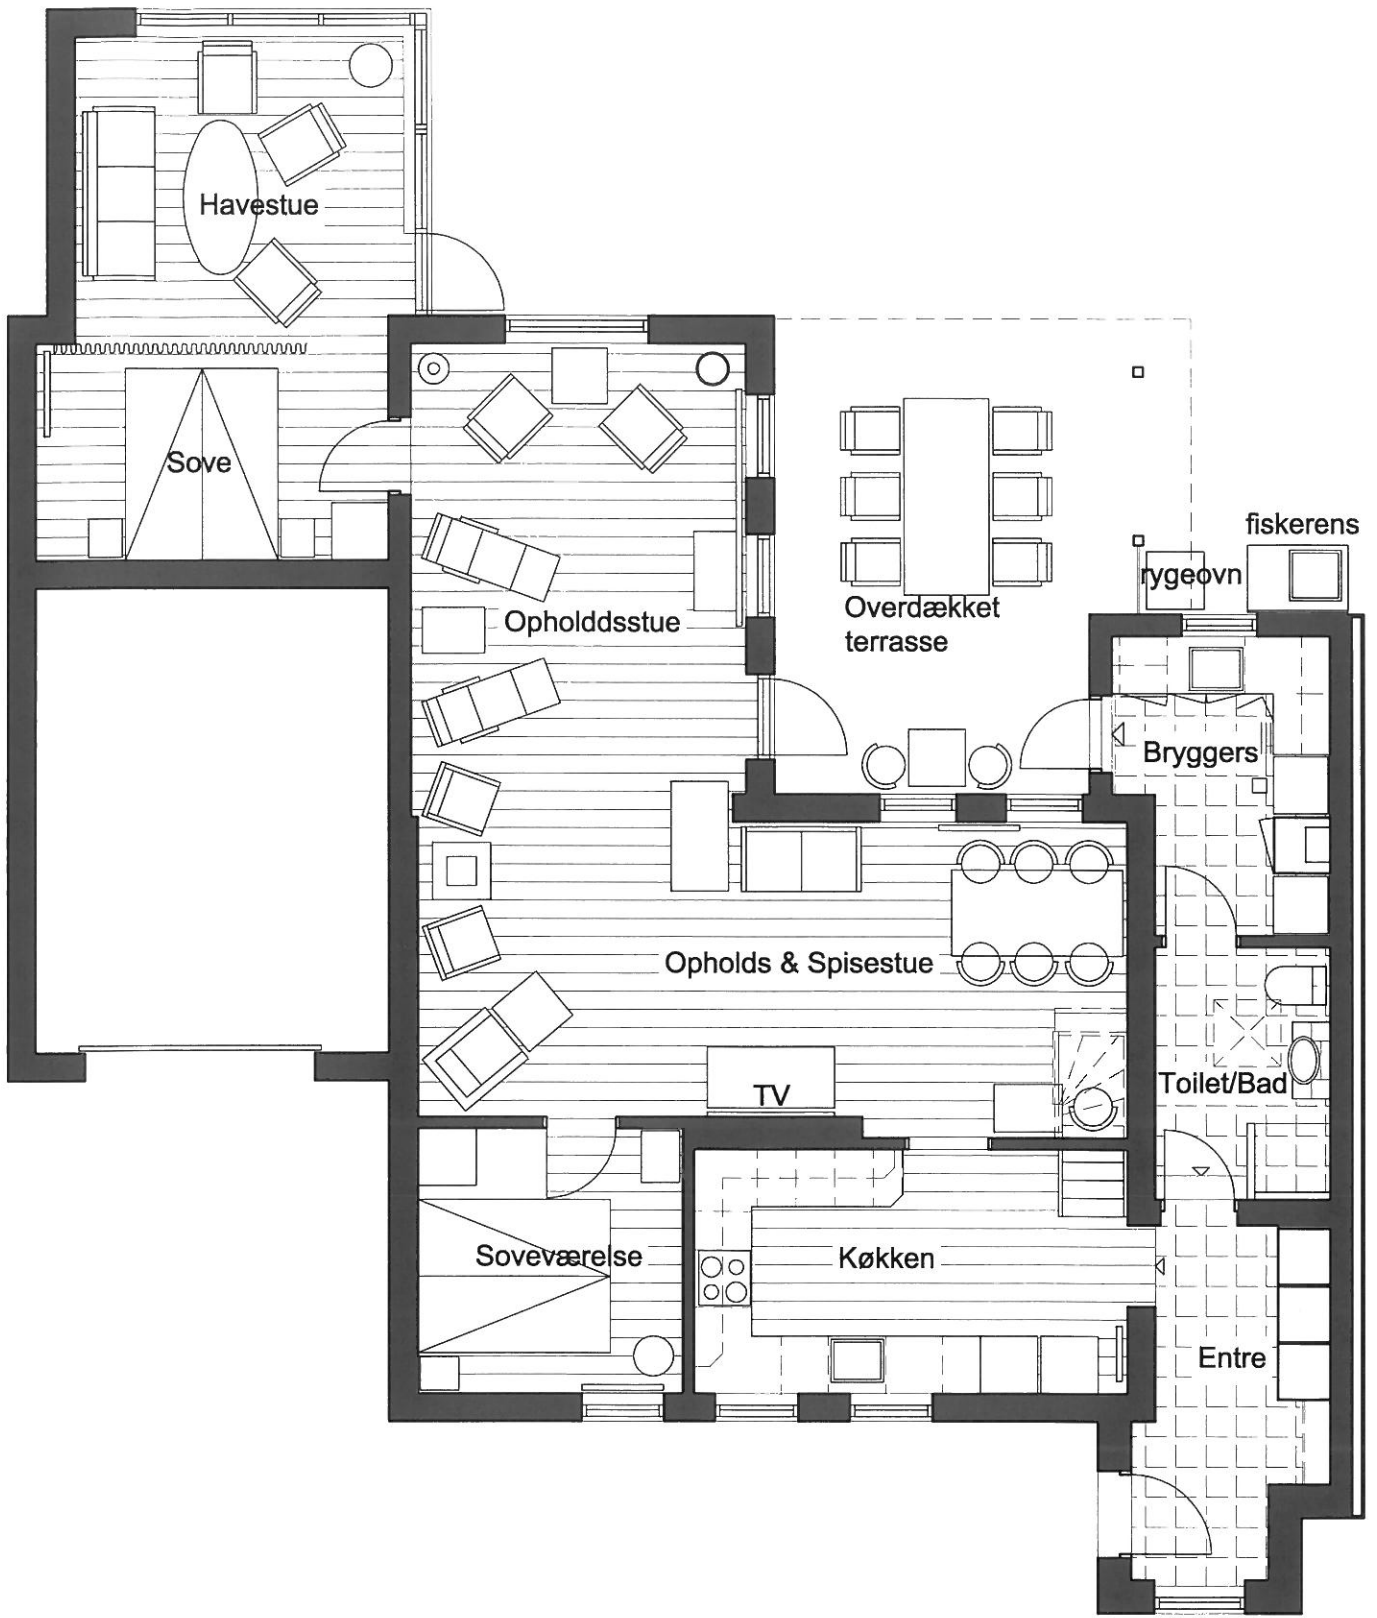 Havestue
Sove
fiskerens
rygeovn
Opholddsstue
Overdækket
terrasse
Bryggers
Opholds & Spisestue
Toilet/Bad
TV
Soveværelse
Køkken
Entre